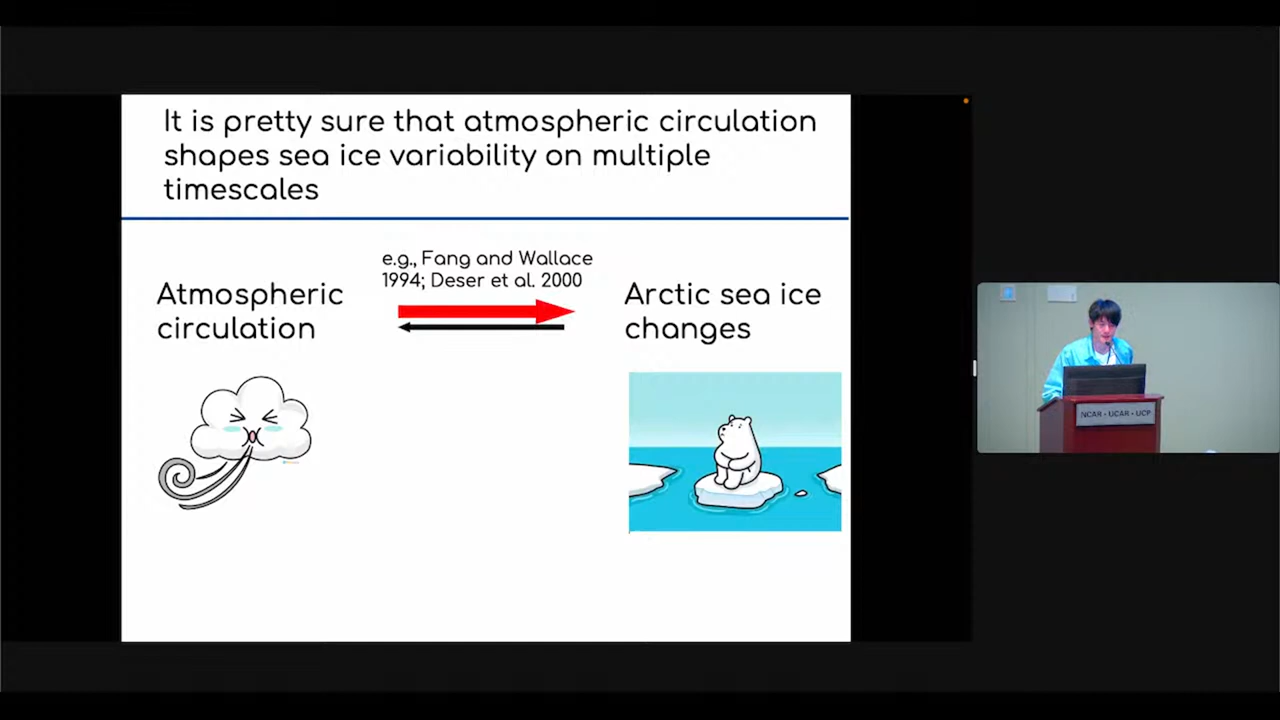 It is pretty sure that atmospheric circulation
shapes sea ice variability on multiple
timescales
e.g., Fang and Wallace
1994; Deser et al. 2000
Atmospheric
circulation
Arctic sea ice
changes
NCAR • UCAR • UCP